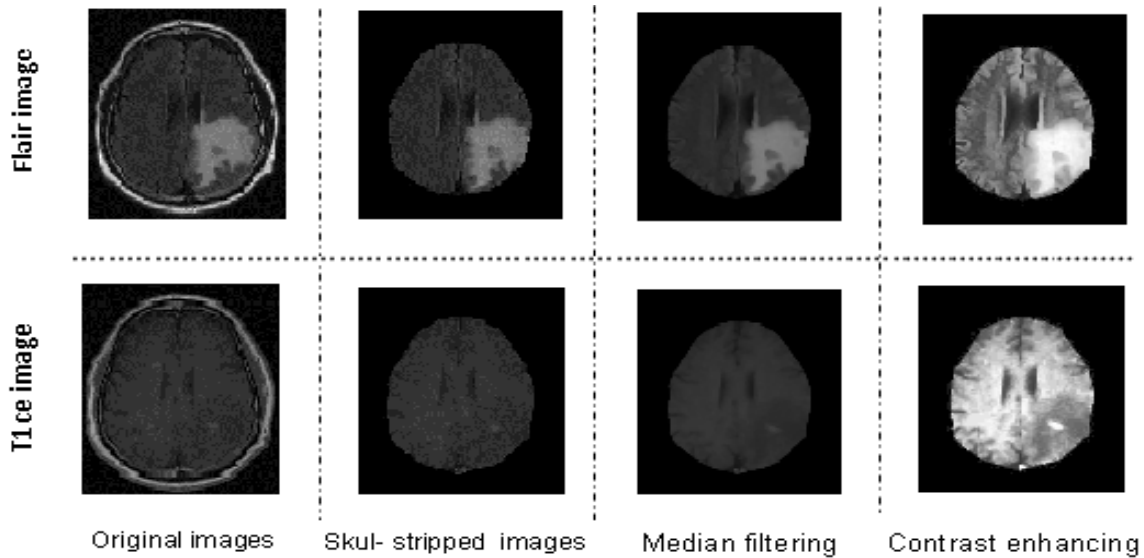 Flair image
T1ce image
Original images
Skul- stripped images
Median filtering
Contrast enhancing